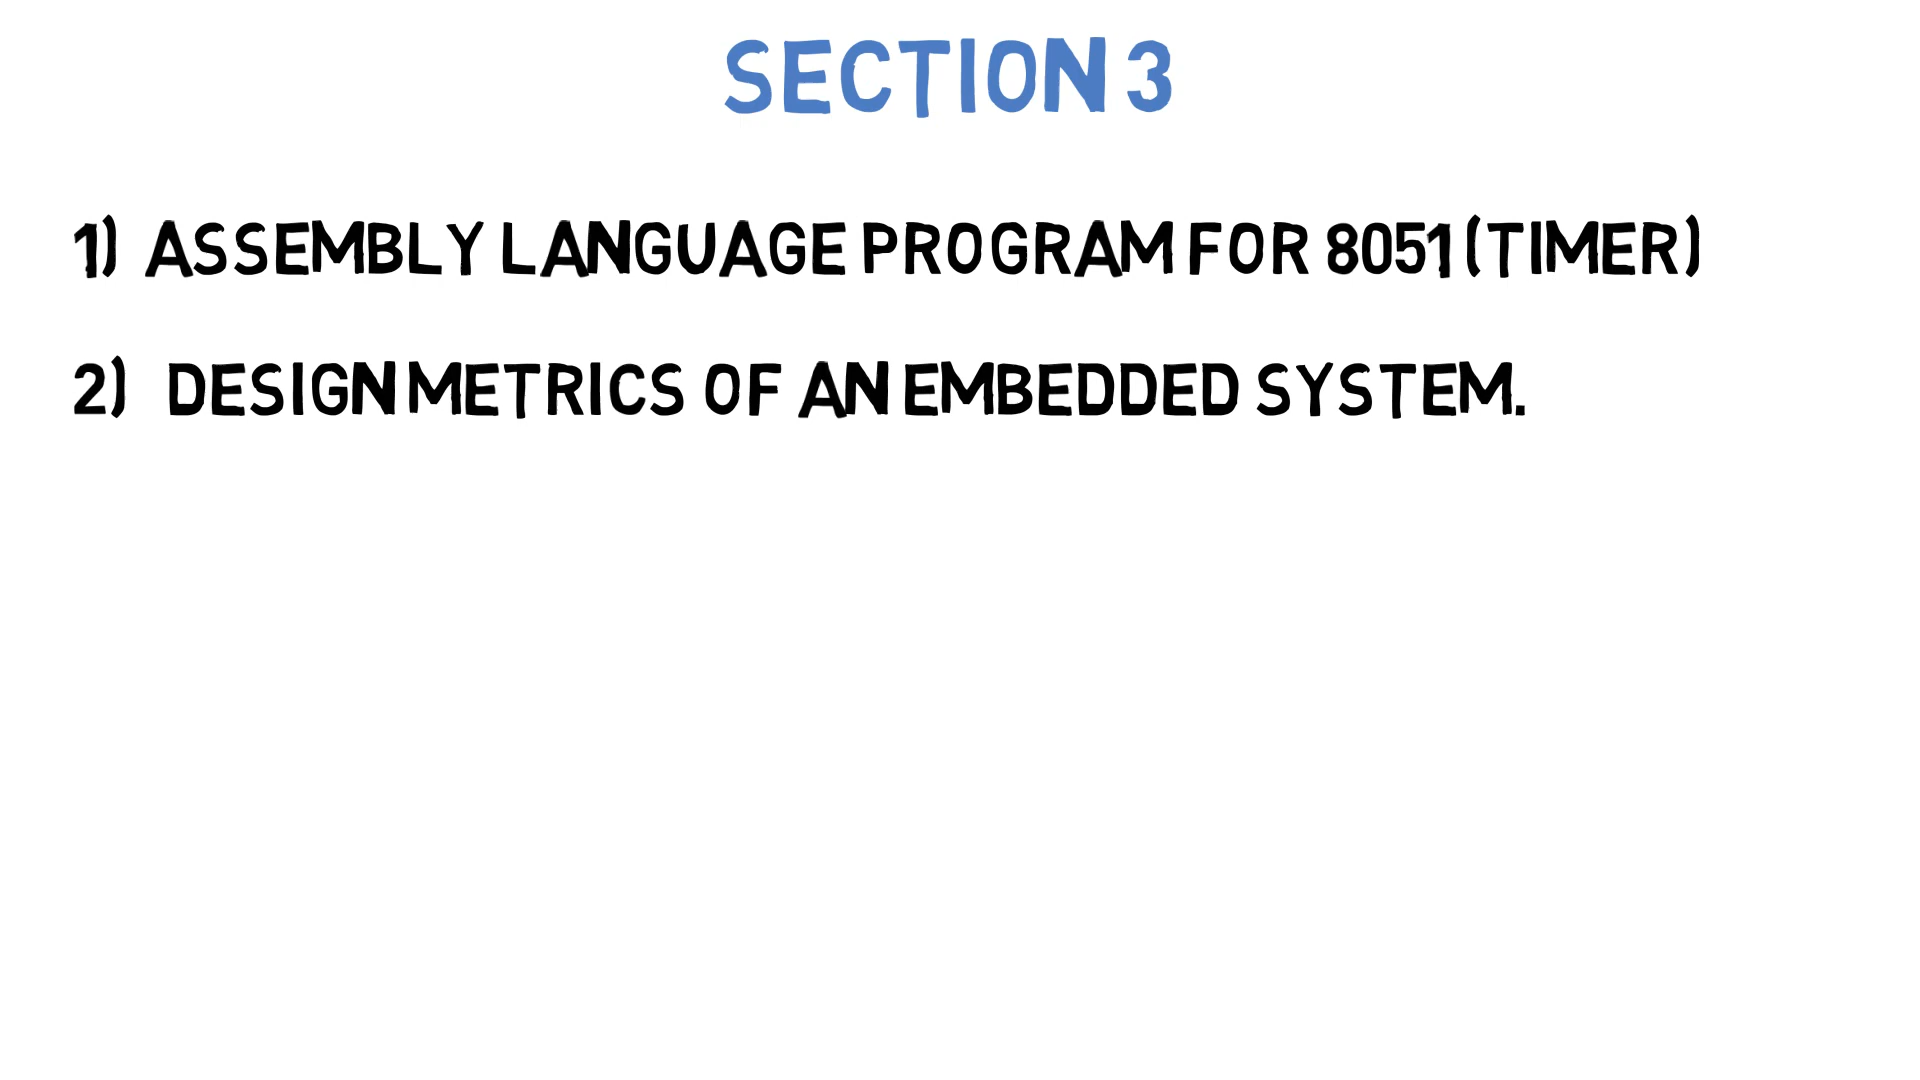 SECTION 3
1) ASSEMBLY LANGUAGE PROGRAM FOR 8051 (TIMER)
2) DESIGN METRICS OF AN EMBEDDED SYSTEM.